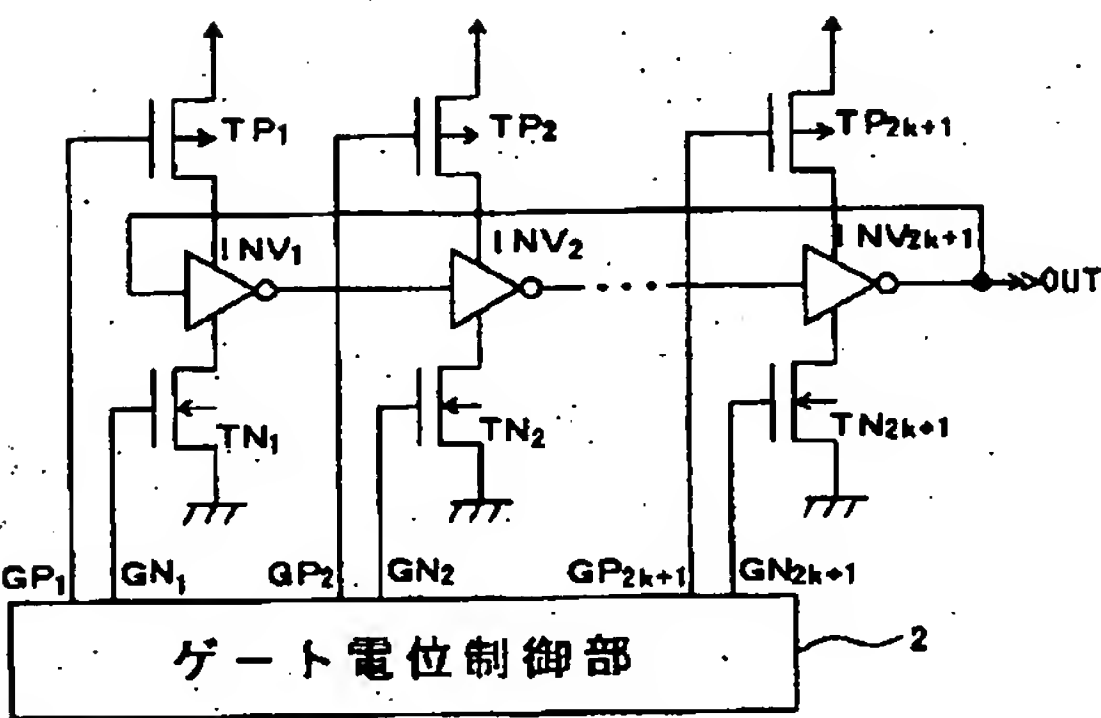 TP₁
TP₂
TP₂ₖ₊₁
INV₁
INV₂
INV₂ₖ₊₁
OUT
TN₁
TN₂
TN₂ₖ₊₁
GP₁
GN₁
GP₂
GN₂
GP₂ₖ₊₁
GN₂ₖ₊₁
ゲート電位制御部
2